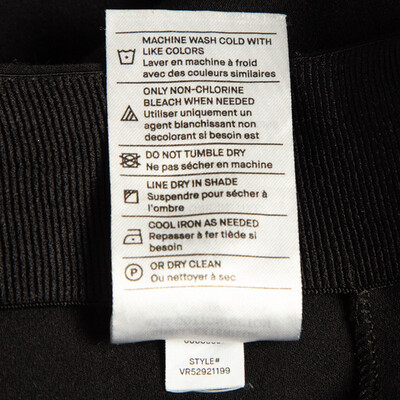 MACHINE WASH COLD WITH
LIKE COLORS
Laver en machine à froid
avec des couleurs similaires
ONLY NON-CHLORINE
BLEACH WHEN NEEDED
Utiliser uniquement un
agent blanchissant non
decolorant si besoin est
DO NOT TUMBLE DRY
Ne pas sécher en machine
LINE DRY IN SHADE
Suspendre pour sécher à
l'ombre
COOL IRON AS NEEDED
Repasser à fer tiède si
besoin
P
OR DRY CLEAN
Ou nettoyer à sec
STYLE#
VR52921199